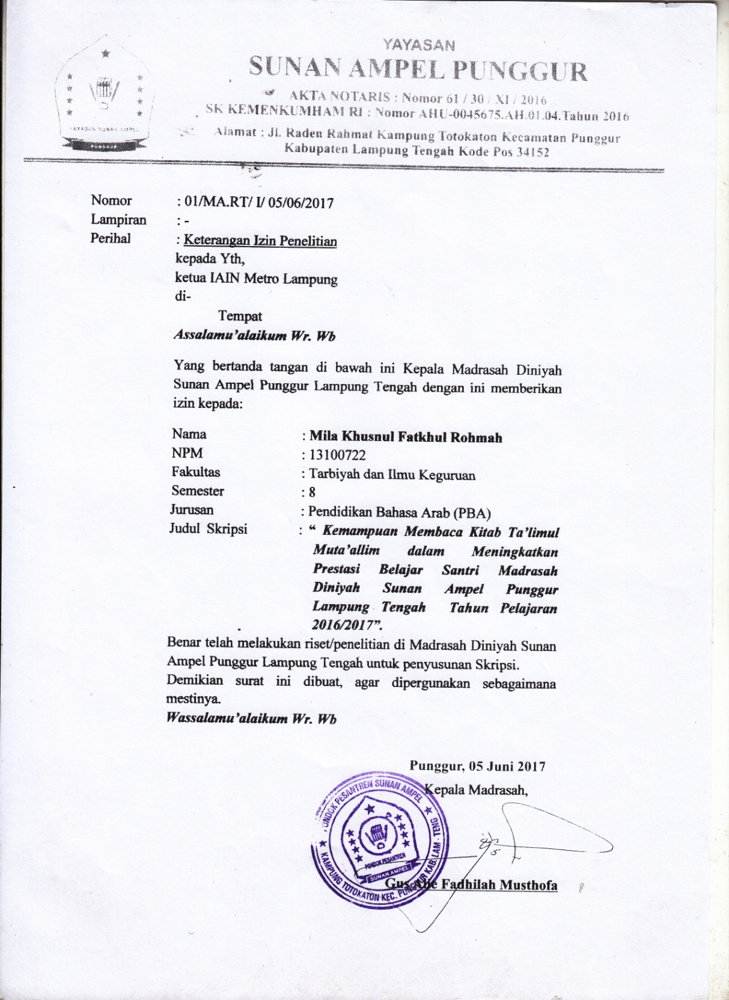 YAYASAN
SUNAN AMPEL PUNGGUR
AKTA NOTARIS : Nomor 61 / 30 / XI / 2016
SK KEMENKUMHAM RI : Nomor AHU-0045675.AH.01.04.Tahun 2016
Alamat : Jl. Raden Rahmat Kampung Totokaton Kecamatan Punggur
Kabupaten Lampung Tengah Kode Pos 34152
YAYASAN SUNAN AMPEL
PUNGGUR
Nomor : 01/MA.RT/ I/ 05/06/2017
Lampiran : -
Perihal : Keterangan Izin Penelitian
kepada Yth,
ketua IAIN Metro Lampung
di-
Tempat
Assalamu’alaikum Wr. Wb
Yang bertanda tangan di bawah ini Kepala Madrasah Diniyah
Sunan Ampel Punggur Lampung Tengah dengan ini memberikan
izin kepada:
Nama : Mila Khusnul Fatkhul Rohmah
NPM : 13100722
Fakultas : Tarbiyah dan Ilmu Keguruan
Semester : 8
Jurusan : Pendidikan Bahasa Arab (PBA)
Judul Skripsi : “ Kemampuan Membaca Kitab Ta’limul
Muta’allim dalam Meningkatkan
Prestasi Belajar Santri Madrasah
Diniyah Sunan Ampel Punggur
Lampung Tengah Tahun Pelajaran
2016/2017”.
Benar telah melakukan riset/penelitian di Madrasah Diniyah Sunan
Ampel Punggur Lampung Tengah untuk penyusunan Skripsi.
Demikian surat ini dibuat, agar dipergunakan sebagaimana
mestinya.
Wassalamu’alaikum Wr. Wb
Punggur, 05 Juni 2017
Kepala Madrasah,
PONDOK PESANTREN SUNAN AMPEL
KAMPUNG TOTOKATON KEC. PUNGGUR KAB. LAM - TENG
PONDOK PESANTREN
SUNAN AMPEL
Gus Fadhilah Musthofa